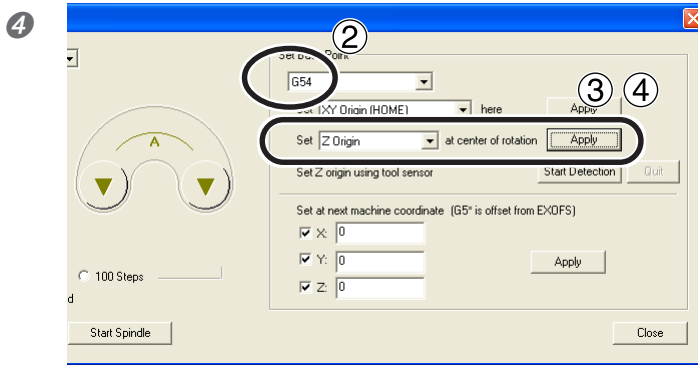 4
②
Set Base Point
G54
③ ④
Set XY Origin (HOME) here Apply
A
Set Z Origin at center of rotation Apply
Set Z origin using tool sensor Start Detection Quit
Set at next machine coordinate (G5* is offset from EXOFS)
X: 0
Y: 0 Apply
100 Steps
Z: 0
d
Start Spindle Close